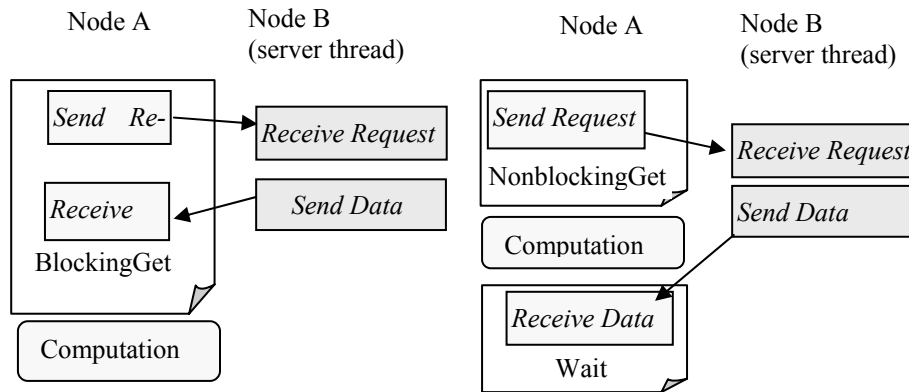 Node A
Node B
(server thread)
Send Re-
Receive Request
Receive
Send Data
BlockingGet
Computation
Node A
Node B
(server thread)
Send Request
Receive Request
NonblockingGet
Send Data
Computation
Receive Data
Wait